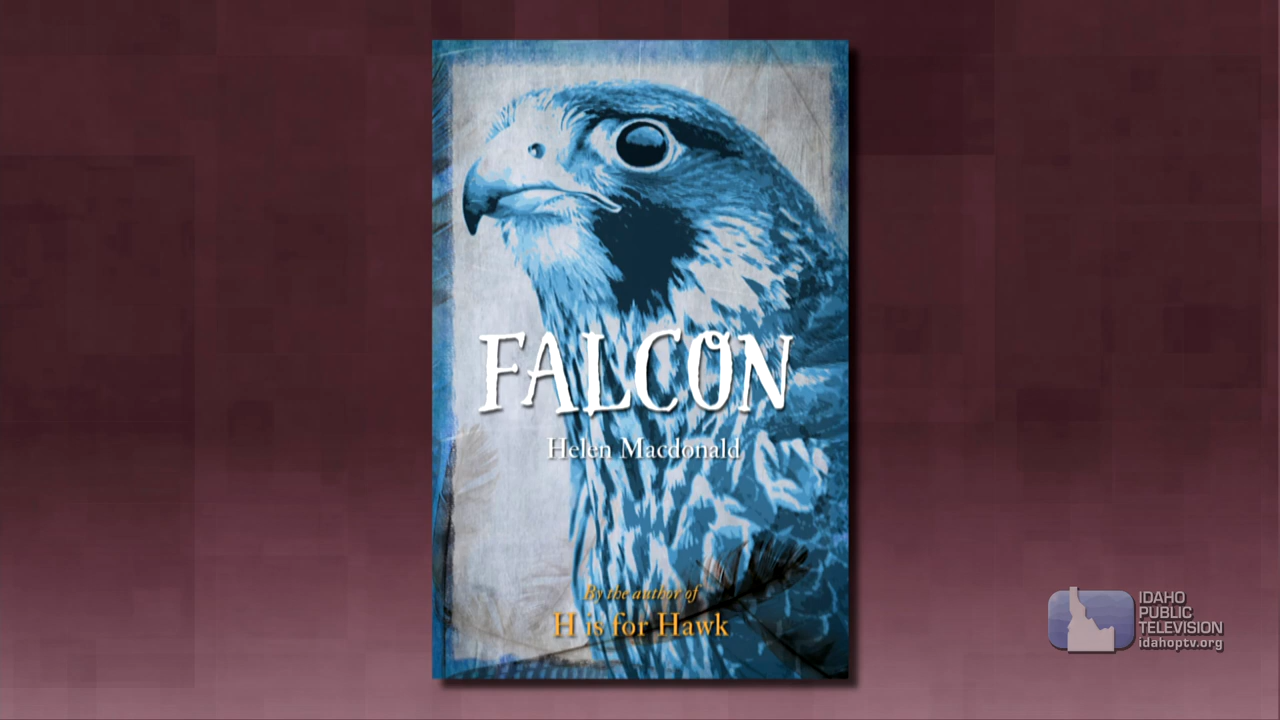 FALCON
Helen Macdonald
By the author of
H is for Hawk
IDAHO
PUBLIC
TELEVISION
idahoptv.org